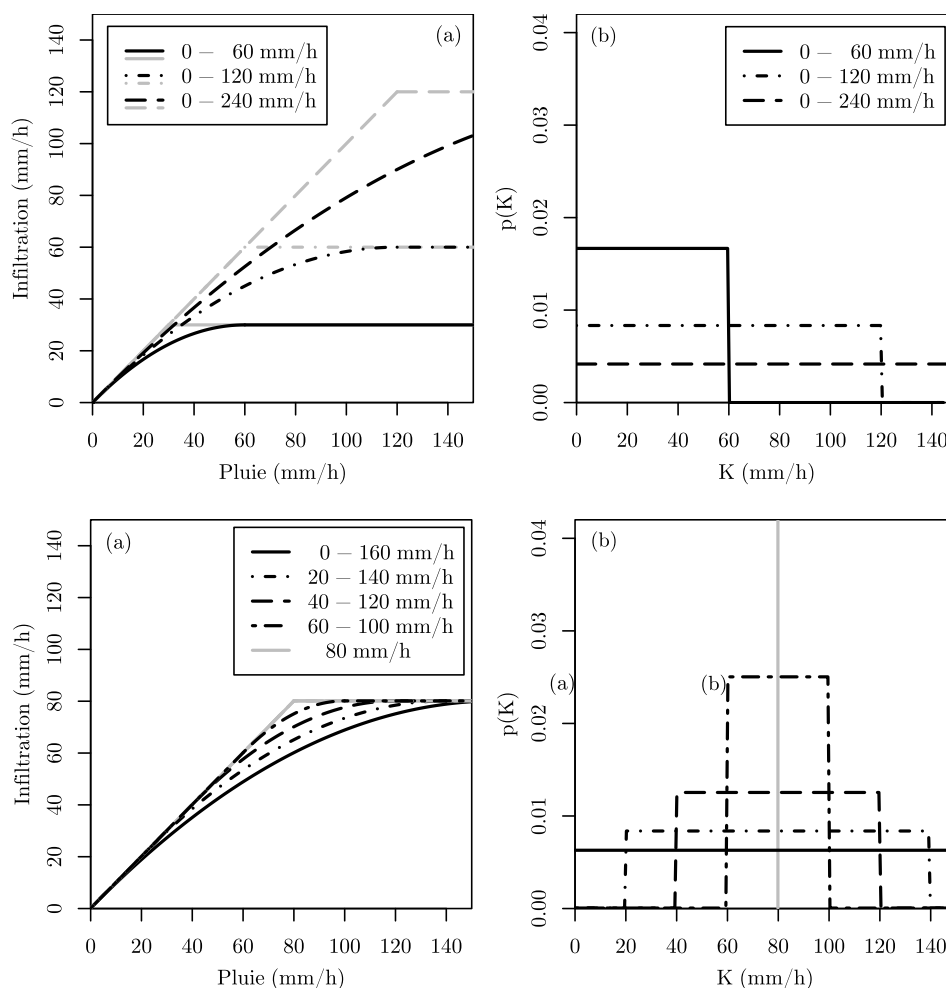 (a)
0 – 60 mm/h
0 – 120 mm/h
0 – 240 mm/h
Infiltration (mm/h)
0 20 40 60 80 100 120 140
0 20 40 60 80 100 120 140
Pluie (mm/h)
(b)
0 – 60 mm/h
0 – 120 mm/h
0 – 240 mm/h
p(K)
0.00 0.01 0.02 0.03 0.04
0 20 40 60 80 100 120 140
K (mm/h)
(a)
0 – 160 mm/h
20 – 140 mm/h
40 – 120 mm/h
60 – 100 mm/h
80 mm/h
Infiltration (mm/h)
0 20 40 60 80 100 120 140
0 20 40 60 80 100 120 140
Pluie (mm/h)
(b)
(a)
(b)
p(K)
0.00 0.01 0.02 0.03 0.04
0 20 40 60 80 100 120 140
K (mm/h)